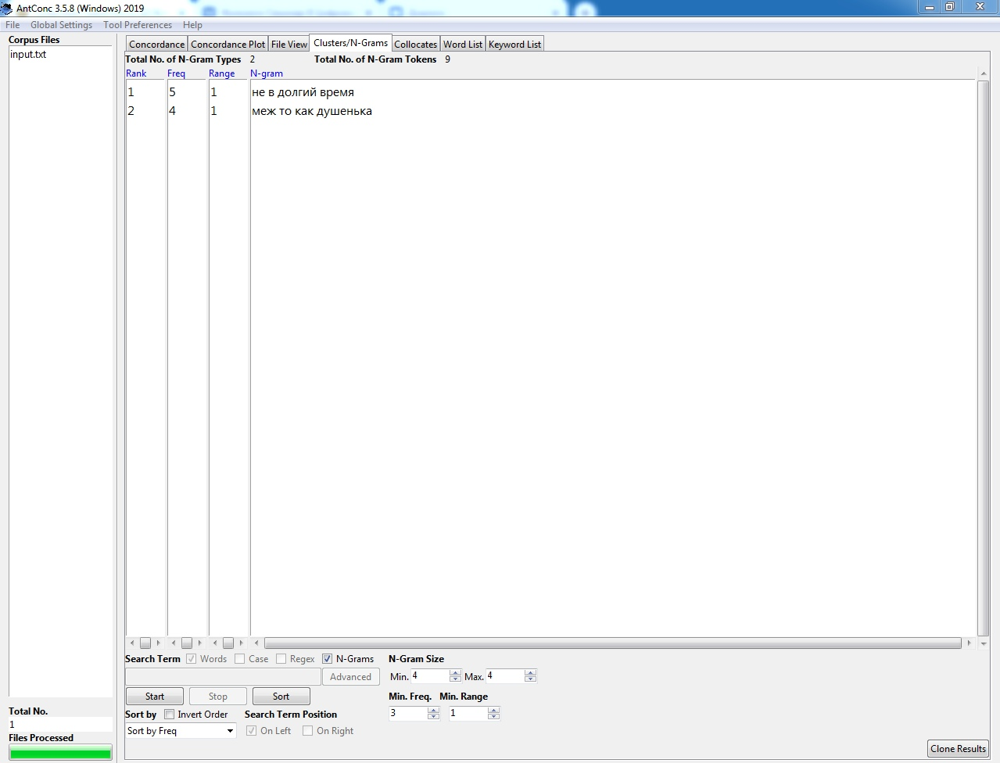 AntConc 3.5.8 (Windows) 2019
File Global Settings Tool Preferences Help
Corpus Files
input.txt
Concordance Concordance Plot File View Clusters/N-Grams Collocates Word List Keyword List
Total No. of N-Gram Types 2 Total No. of N-Gram Tokens 9
Rank Freq Range N-gram
1 5 1 не в долгий время
2 4 1 меж то как душенька
Search Term Words Case Regex N-Grams N-Gram Size
Advanced Min. 4 Max. 4
Start Stop Sort Min. Freq. Min. Range
Sort by Invert Order Search Term Position 3 1
Sort by Freq On Left On Right
Total No.
1
Files Processed
Clone Results